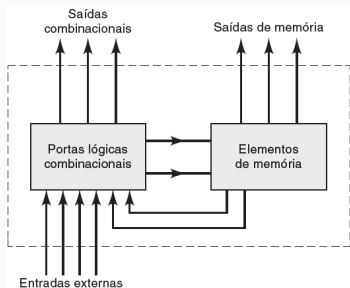 Saídas
combinacionais
Saídas de memória
Portas lógicas
combinacionais
Elementos
de memória
Entradas externas